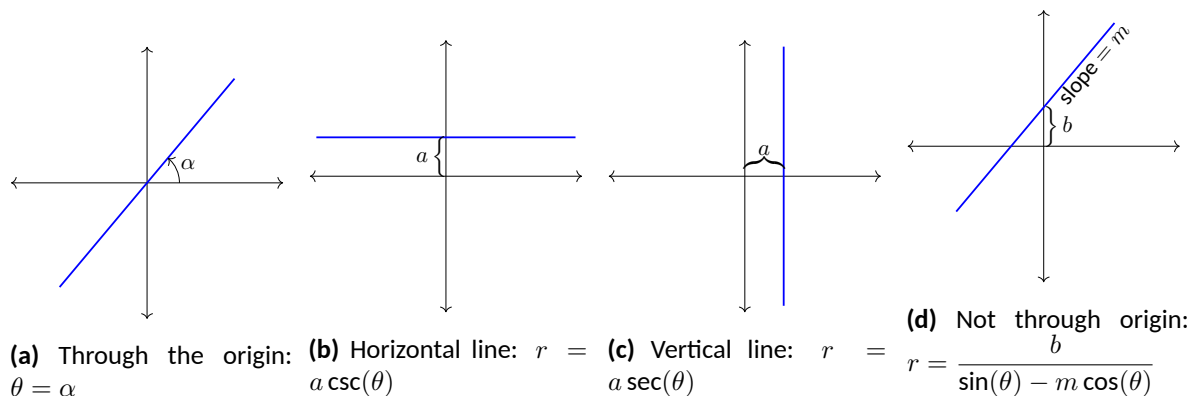 α
a
a
slope = m
b
(a) Through the origin:
θ = α
(b) Horizontal line: r =
a csc(θ)
(c) Vertical line: r =
a sec(θ)
(d) Not through origin:
r = b / (sin(θ) − m cos(θ))